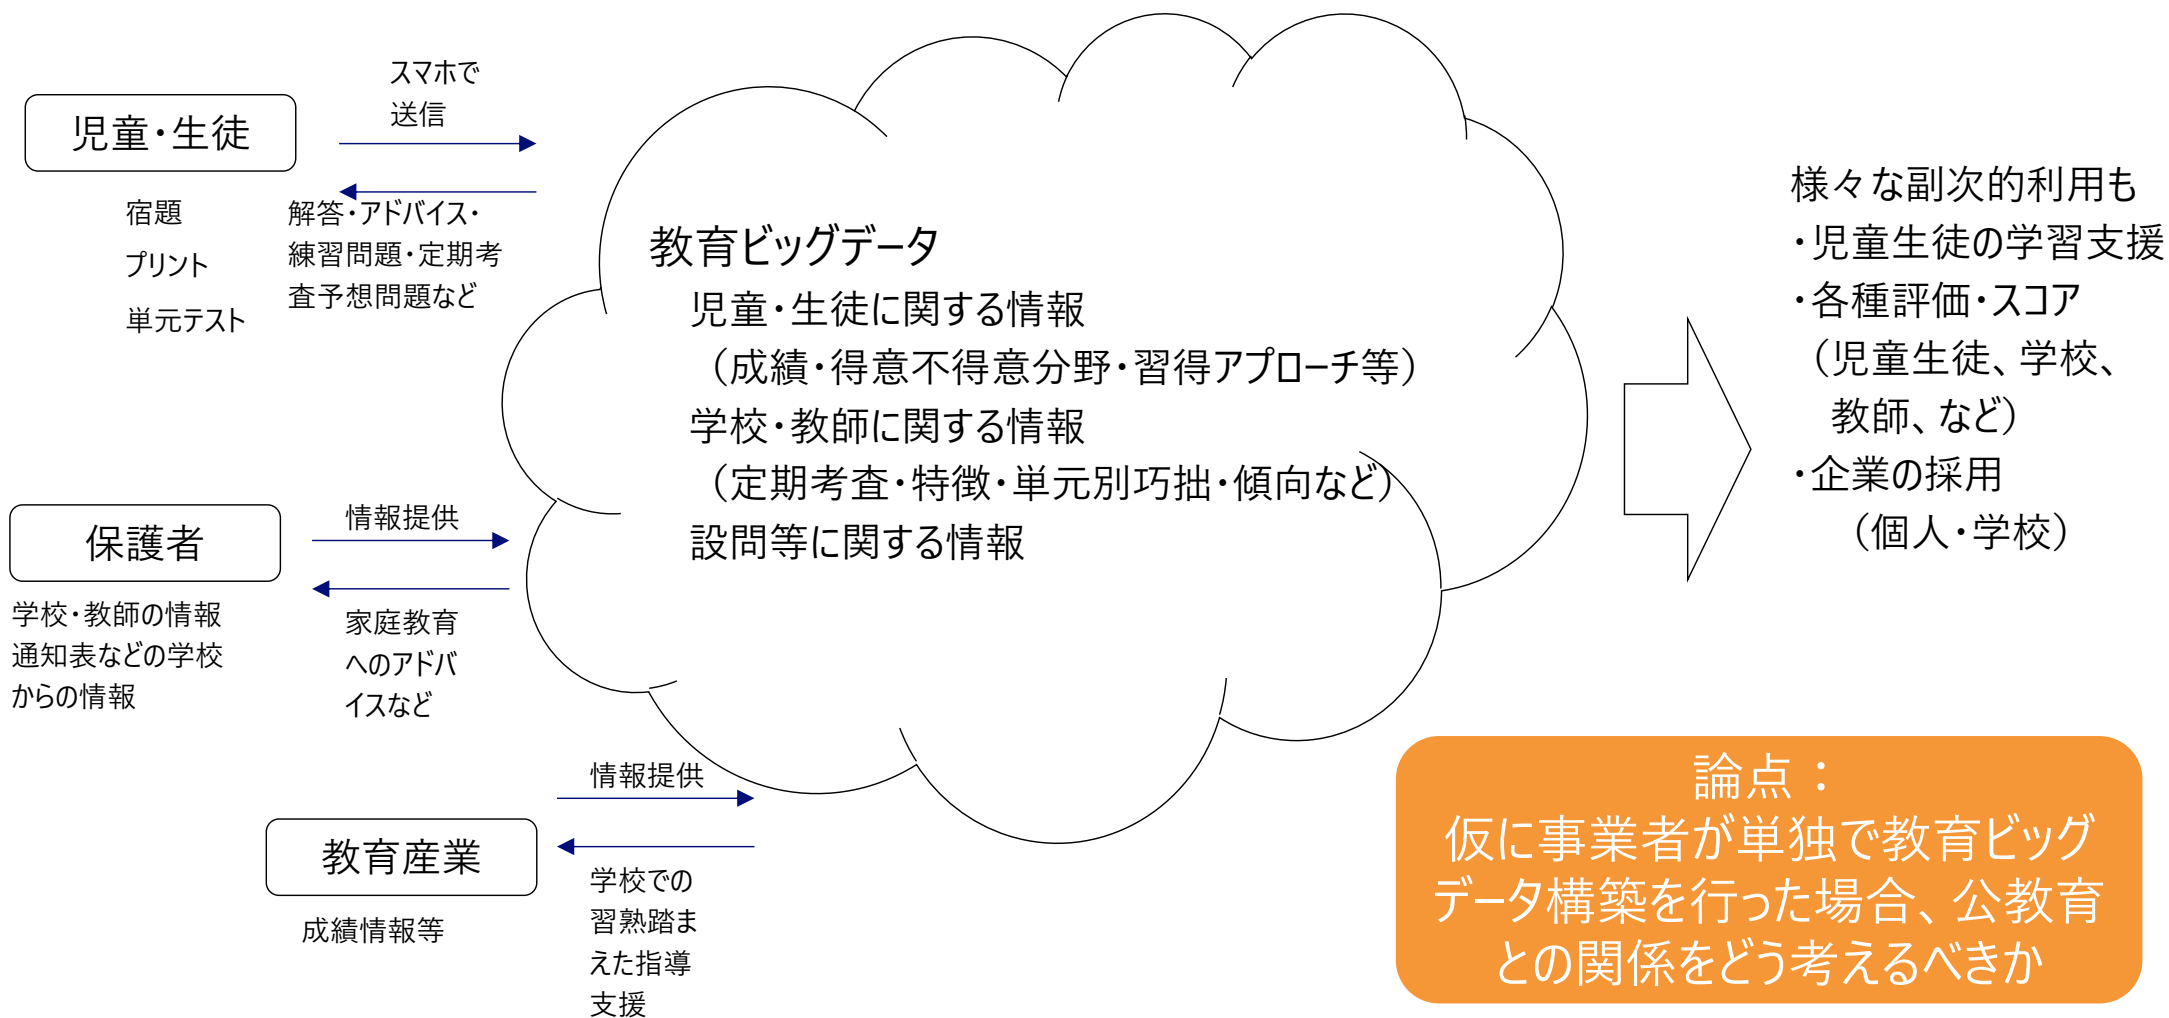 児童・生徒
宿題
プリント
単元テスト
スマホで
送信
解答・アドバイス・
練習問題・定期考
査予想問題など
保護者
学校・教師の情報
通知表などの学校
からの情報
情報提供
家庭教育
へのアドバ
イスなど
教育産業
成績情報等
情報提供
学校での
習熟踏ま
えた指導
支援
教育ビッグデータ
児童・生徒に関する情報
（成績・得意不得意分野・習得アプローチ等）
学校・教師に関する情報
（定期考査・特徴・単元別巧拙・傾向など）
設問等に関する情報
様々な副次的利用も
・児童生徒の学習支援
・各種評価・スコア
（児童生徒、学校、
教師、など）
・企業の採用
（個人・学校）
論点：
仮に事業者が単独で教育ビッグ
データ構築を行った場合、公教育
との関係をどう考えるべきか